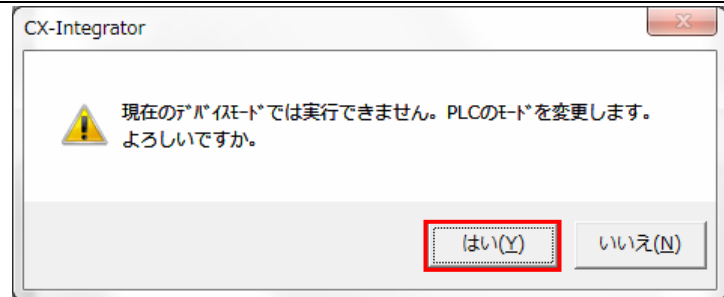 CX-Integrator
現在のﾃﾞﾊﾞｲｽﾓｰﾄﾞでは実行できません。PLCのﾓｰﾄﾞを変更します。
よろしいですか。
はい(Y)
いいえ(N)